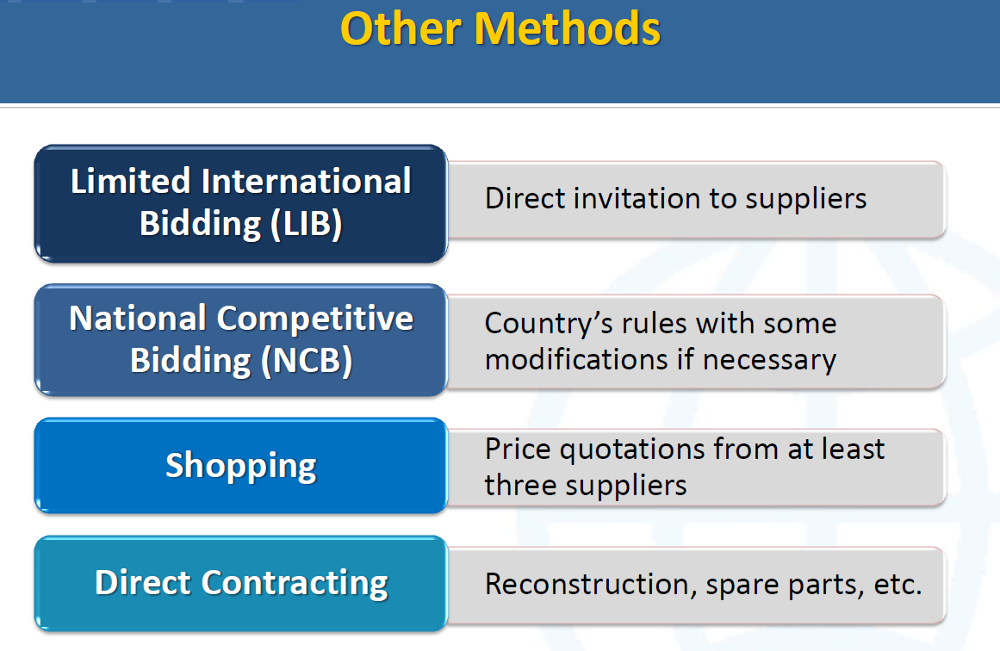 Other Methods
Limited International
Bidding (LIB)
Direct invitation to suppliers
National Competitive
Bidding (NCB)
Country’s rules with some
modifications if necessary
Shopping
Price quotations from at least
three suppliers
Direct Contracting
Reconstruction, spare parts, etc.